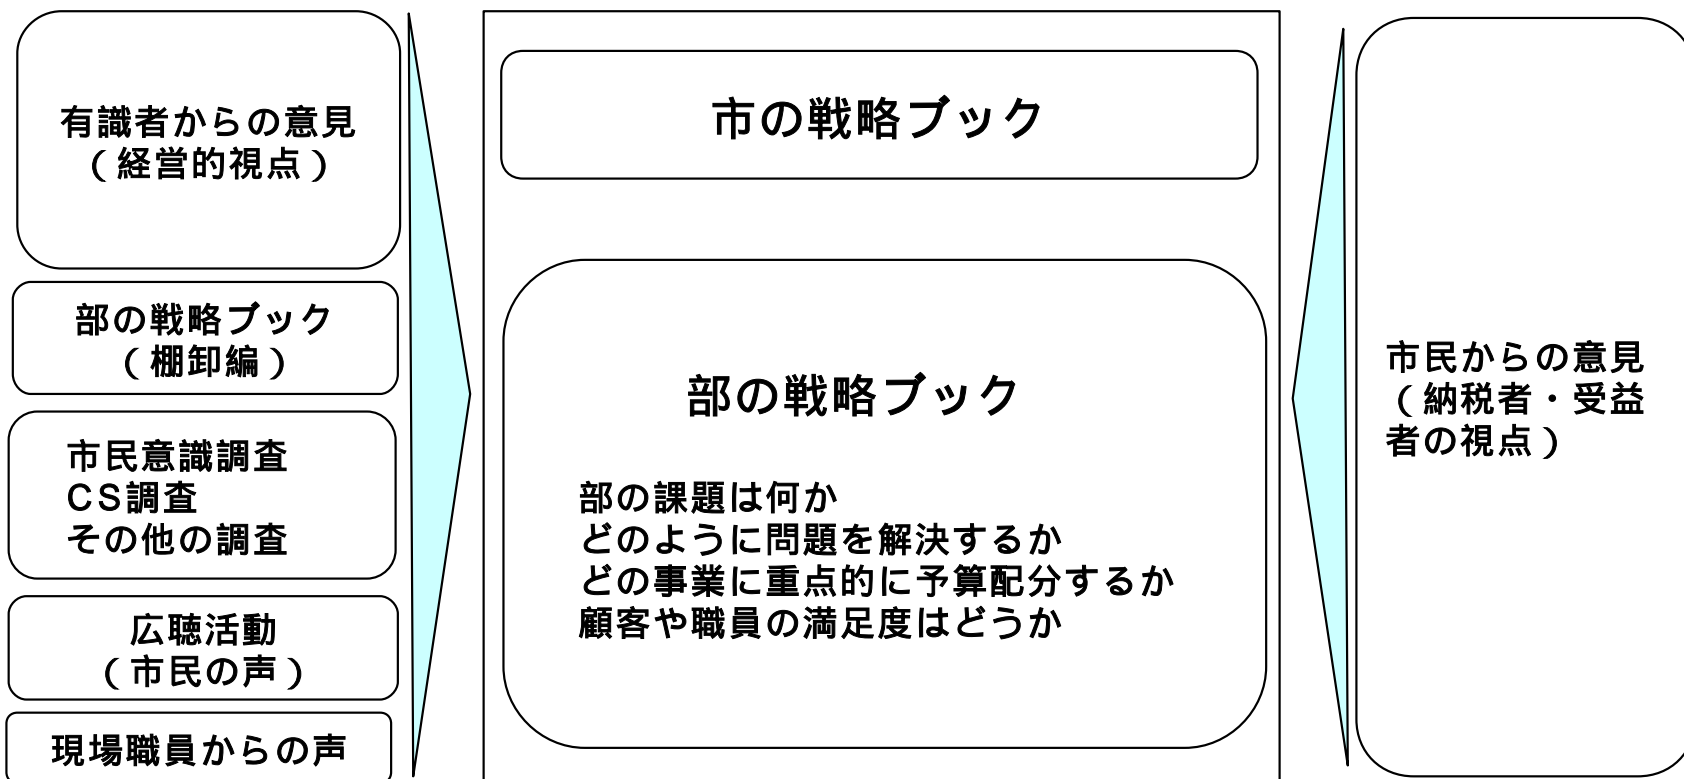 有識者からの意見
（経営的視点）
部の戦略ブック
（棚卸編）
市民意識調査
CS調査
その他の調査
広聴活動
（市民の声）
現場職員からの声
市の戦略ブック
部の戦略ブック
部の課題は何か
どのように問題を解決するか
どの事業に重点的に予算配分するか
顧客や職員の満足度はどうか
市民からの意見
（納税者・受益
者の視点）